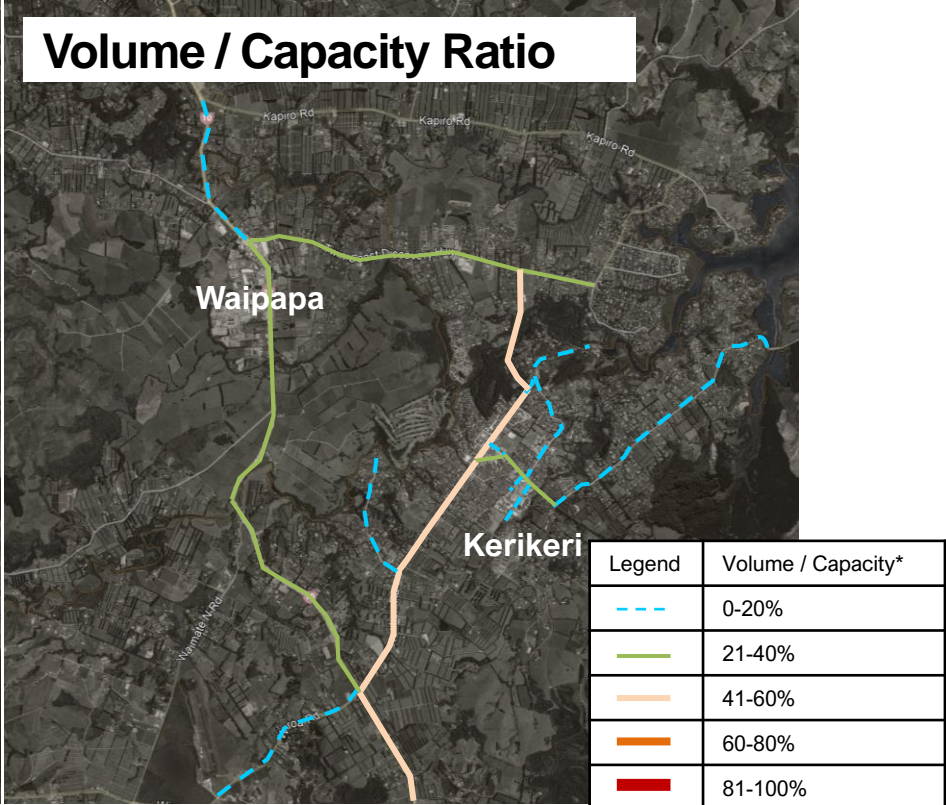 Volume / Capacity Ratio
10
Kapiro Rd
Kapiro Rd
Kapiro Rd
Waipapa
Kerikeri
Waimate N Rd
Legend Volume / Capacity*
0-20%
21-40%
41-60%
60-80%
81-100%